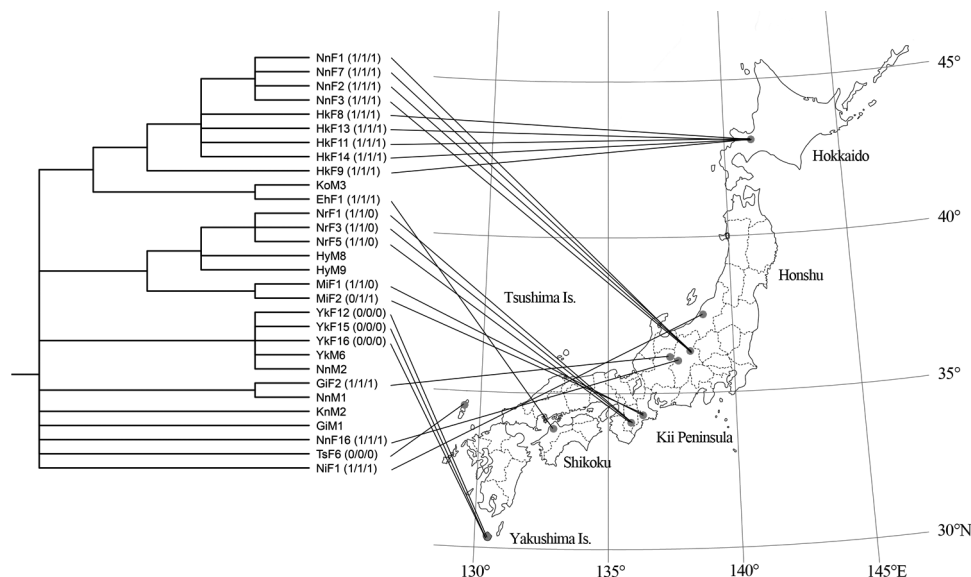 NnF1 (1/1/1)
NnF7 (1/1/1)
NnF2 (1/1/1)
NnF3 (1/1/1)
HkF8 (1/1/1)
HkF13 (1/1/1)
HkF11 (1/1/1)
HkF14 (1/1/1)
HkF9 (1/1/1)
KoM3
EhF1 (1/1/1)
NrF1 (1/1/0)
NrF3 (1/1/0)
NrF5 (1/1/0)
HyM8
HyM9
MiF1 (1/1/0)
MiF2 (0/1/1)
YkF12 (0/0/0)
YkF15 (0/0/0)
YkF16 (0/0/0)
YkM6
NnM2
GiF2 (1/1/1)
NnM1
KnM2
GiM1
NnF16 (1/1/1)
TsF6 (0/0/0)
NiF1 (1/1/1)
45°
Hokkaido
40°
Honshu
Tsushima Is.
35°
Kii Peninsula
Shikoku
30°N
Yakushima Is.
130°
135°
140°
145°E